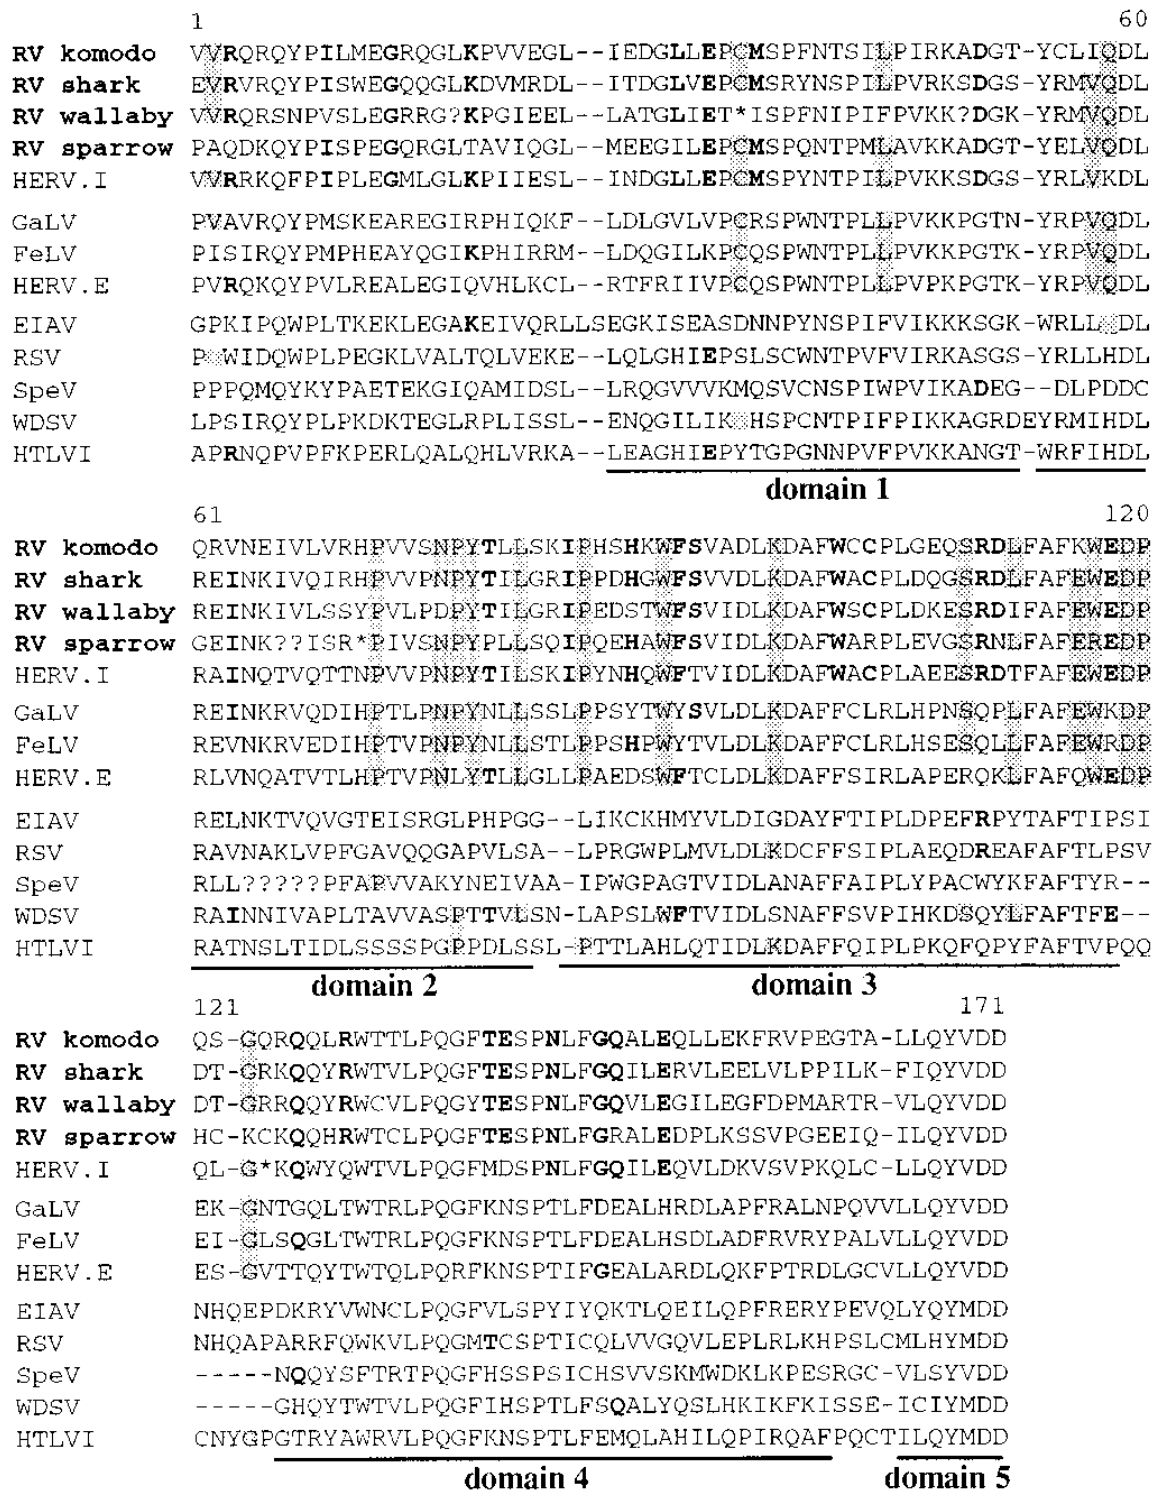 1 60
RV komodo VVRQRQYPILMEGRQGLKPVVEGL--IEDGLLEPCMSPFNTSILPIRKADGT-YCLIQDL
RV shark EVRVRQYPISWEGQQGLKDVMRDL--ITDGLVEPCMSRYNSPILPVRKSDGS-YRMVQDL
RV wallaby VVRQRSNPVSLEGRRG?KPGIEEL--LATGLIET*ISPFNIPIFPVKK?DGK-YRMVQDL
RV sparrow PAQDKQYPISPEGQRGLTAVIQGL--MEEGILEPCMSPQNTPMLAVKKADGT-YELVQDL
HERV.I VVRRKQFPIPLEGMLGLKPIIESL--INDGLLEPCMSPYNTPILPVKKSDGS-YRLVKDL
GaLV PVAVRQYPMSKEAREGIRPHIQKF--LDLGVLVPCRSPWNTPLLPVKKPGTN-YRPVQDL
FeLV PISIRQYPMPHEAYQGIKPHIRRM--LDQGILKPCQSPWNTPLLPVKKPGTK-YRPVQDL
HERV.E PVRQKQYPVLREALEGIQVHLKCL--RTFRIIVPCQSPWNTPLLPVPKPGTK-YRPVQDL
EIAV GPKIPQWPLTKEKLEGAKEIVQRLLSEGKISEASDNNPYNSPIFVIKKKSGK-WRLL DL
RSV P WIDQWPLPEGKLVALTQLVEKE--LQLGHIEPSLSCWNTPVFVIRKASGS-YRLLHDL
SpeV PPPQMQYKYPAETEKGIQAMIDSL--LRQGVVVKMQSVCNSPIWPVIKADEG--DLPDDC
WDSV LPSIRQYPLPKDKTEGLRPLISSL--ENQGILIK HSPCNTPIFPIKKAGRDEYRMIHDL
HTLVI APRNQPVPFKPERLQALQHLVRKA--LEAGHIEPYTGPGNNPVFPVKKANGT-WRFIHDL
domain 1
61 120
RV komodo QRVNEIVLVRHPVVSNPYTLLSKIPHSHKWFSVADLKDAFWCCPLGEQSRDLFAFKWEDP
RV shark REINKIVQIRHPVVPNPYTILGRIPPDHGWFSVVDLKDAFWACPLDQGSRDLFAFEWEDP
RV wallaby REINKIVLSSYPVLPDPYTILGRIPEDSTWFSVIDLKDAFWSCPLDKESRDIFAFEWEDP
RV sparrow GEINK??ISR*PIVSNPYPLLSQIPQEHAWFSVIDLKDAFWARPLEVGSRNLFAFEREDP
HERV.I RAINQTVQTTNPVVPNPYTILSKIPYNHQWFTVIDLKDAFWACPLAEESRDTFAFEWEDP
GaLV REINKRVQDIHPTLPNPYNLLSSLPPSYTWYSVLDLKDAFFCLRLHPNSQPLFAFEWKDP
FeLV REVNKRVEDIHPTVPNPYNLLSTLPPSHPWYTVLDLKDAFFCLRLHSESQLLFAFEWRDP
HERV.E RLVNQATVTLHPTVPNLYTLLGLLPAEDSWFTCLDLKDAFFSIRLAPERQKLFAFQWEDP
EIAV RELNKTVQVGTEISRGLPHPGG--LIKCKHMYVLDIGDAYFTIPLDPEFRPYTAFTIPSI
RSV RAVNAKLVPFGAVQQGAPVLSA--LPRGWPLMVLDLKDCFFSIPLAEQDREAFAFTLPSV
SpeV RLL?????PFAPVVAKYNEIVAA-IPWGPAGTVIDLANAFFAIPLYPACWYKFAFTYR--
WDSV RAINNIVAPLTAVVASPTTVLSN-LAPSLWFTVIDLSNAFFSVPIHKDSQYLFAFTFE--
HTLVI RATNSLTIDLSSSSPGPPDLSSL-PTTLAHLQTIDLKDAFFQIPLPKQFQPYFAFTVPQQ
domain 2 domain 3
121 171
RV komodo QS-GQRQQLRWTTLPQGFTESPNLFGQALEQLLEKFRVPEGTA-LLQYVDD
RV shark DT-GRKQQYRWTVLPQGFTESPNLFGQILERVLEELVLPPILK-FIQYVDD
RV wallaby DT-GRRQQYRWCVLPQGYTESPNLFGQVLEGILEGFDPMARTR-VLQYVDD
RV sparrow HC-KCKQQHRWTCLPQGFTESPNLFGRALEDPLKSSVPGEEIQ-ILQYVDD
HERV.I QL-G*KQWYQWTVLPQGFMDSPNLFGQILEQVLDKVSVPKQLC-LLQYVDD
GaLV EK-GNTGQLTWTRLPQGFKNSPTLFDEALHRDLAPFRALNPQVVLLQYVDD
FeLV EI-GLSQGLTWTRLPQGFKNSPTLFDEALHSDLADFRVRYPALVLLQYVDD
HERV.E ES-GVTTQYTWTQLPQRFKNSPTIFGEALARDLQKFPTRDLGCVLLQYVDD
EIAV NHQEPDKRYVWNCLPQGFVLSPYIYQKTLQEILQPFRERYPEVQLYQYMDD
RSV NHQAPARRFQWKVLPQGMTCSPTICQLVVGQVLEPLRLKHPSLCMLHYMDD
SpeV -----NQQYSFTRTPQGFHSSPSICHSVVSKMWDKLKPESRGC-VLSYVDD
WDSV -----GHQYTWTVLPQGFIHSPTLFSQALYQSLHKIKFKISSE-ICIYMDD
HTLVI CNYGPGTRYAWRVLPQGFKNSPTLFEMQLAHILQPIRQAFPQCTILQYMDD
domain 4 domain 5